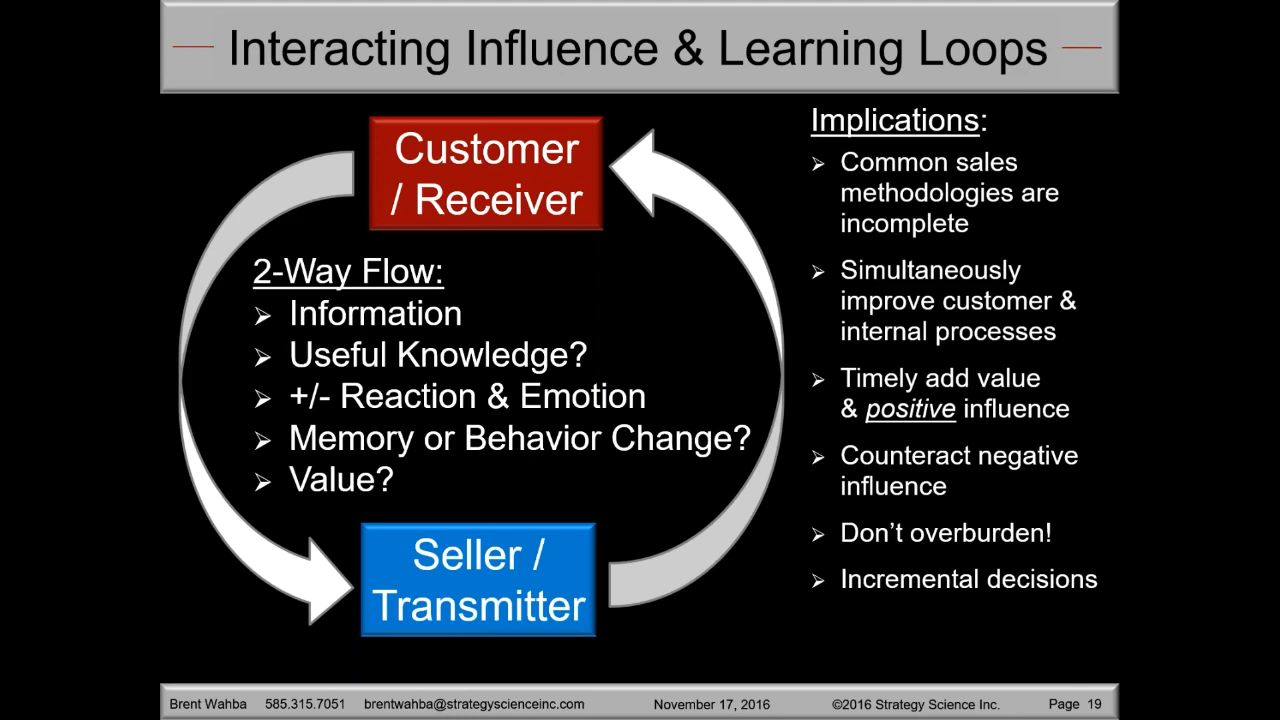 Interacting Influence & Learning Loops
Customer
/ Receiver
2-Way Flow:
➢ Information
➢ Useful Knowledge?
➢ +/- Reaction & Emotion
➢ Memory or Behavior Change?
➢ Value?
Seller /
Transmitter
Implications:
➢ Common sales
methodologies are
incomplete
➢ Simultaneously
improve customer &
internal processes
➢ Timely add value
& positive influence
➢ Counteract negative
influence
➢ Don’t overburden!
➢ Incremental decisions
Brent Wahba 585.315.7051 brentwahba@strategyscienceinc.com November 17, 2016 ©2016 Strategy Science Inc. Page 19